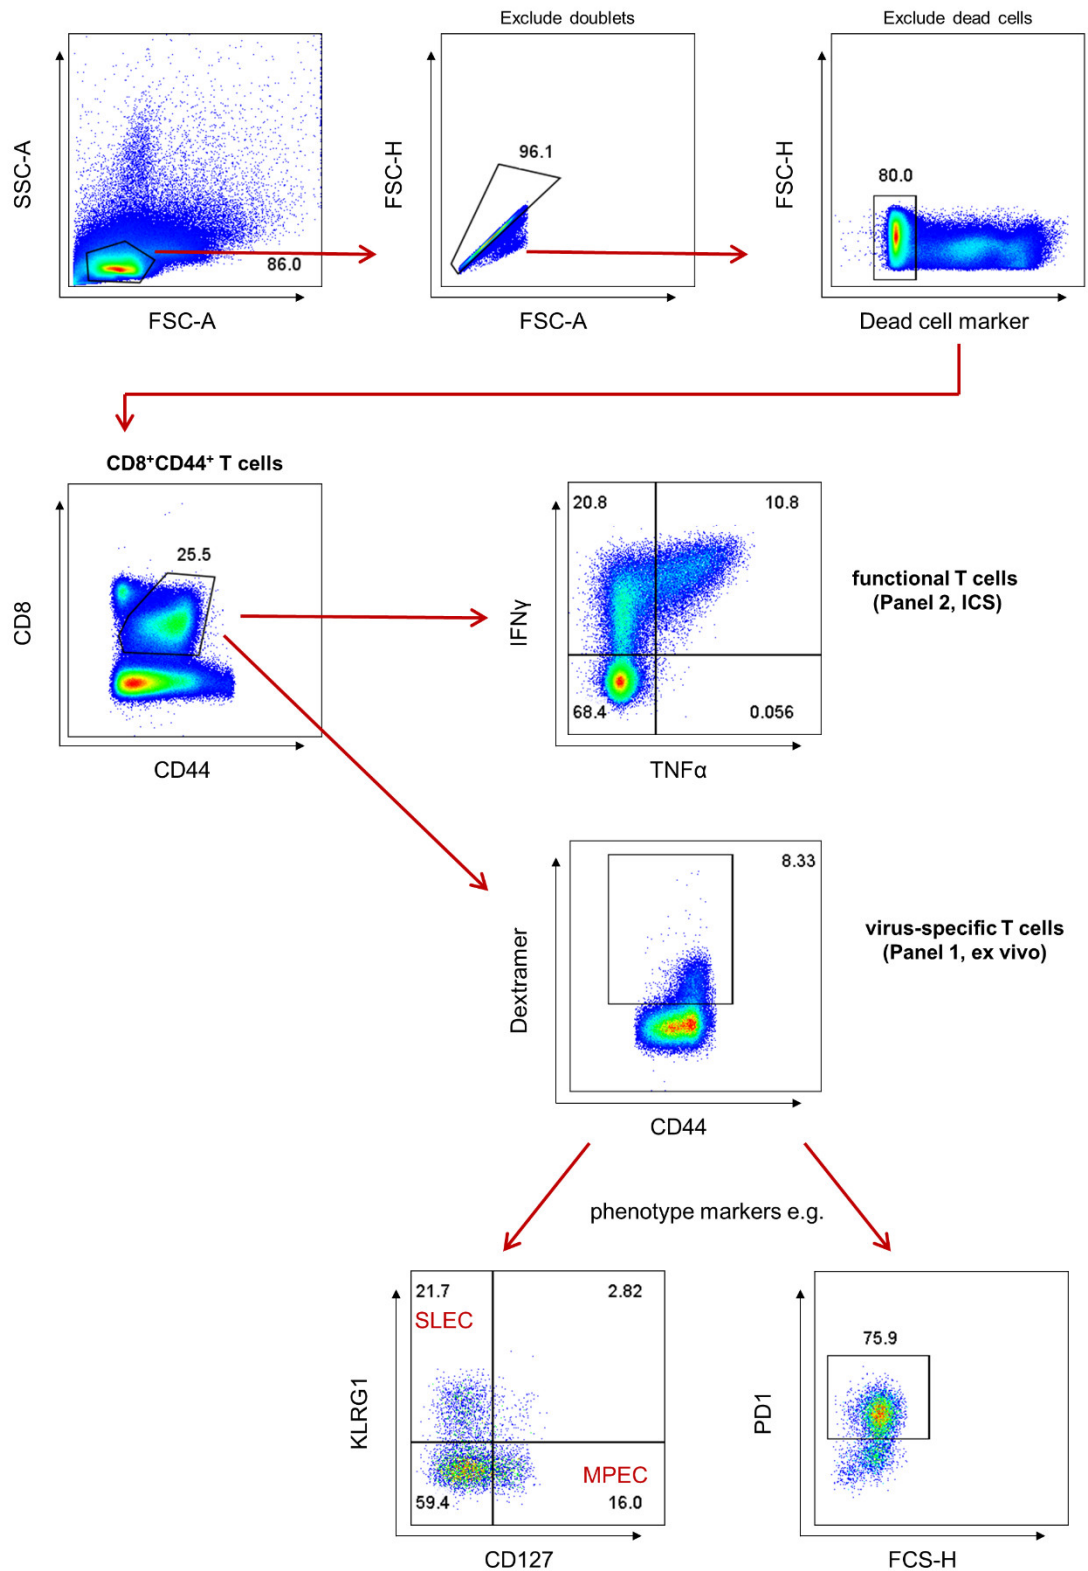 Exclude doublets
Exclude dead cells
SSC-A
86.0
FSC-A
FSC-H
96.1
FSC-A
FSC-H
80.0
Dead cell marker
CD8⁺CD44⁺ T cells
CD8
25.5
CD44
IFNγ
20.8
10.8
68.4
0.056
TNFα
functional T cells
(Panel 2, ICS)
Dextramer
8.33
CD44
virus-specific T cells
(Panel 1, ex vivo)
phenotype markers e.g.
KLRG1
21.7
2.82
SLEC
MPEC
59.4
16.0
CD127
PD1
75.9
FCS-H